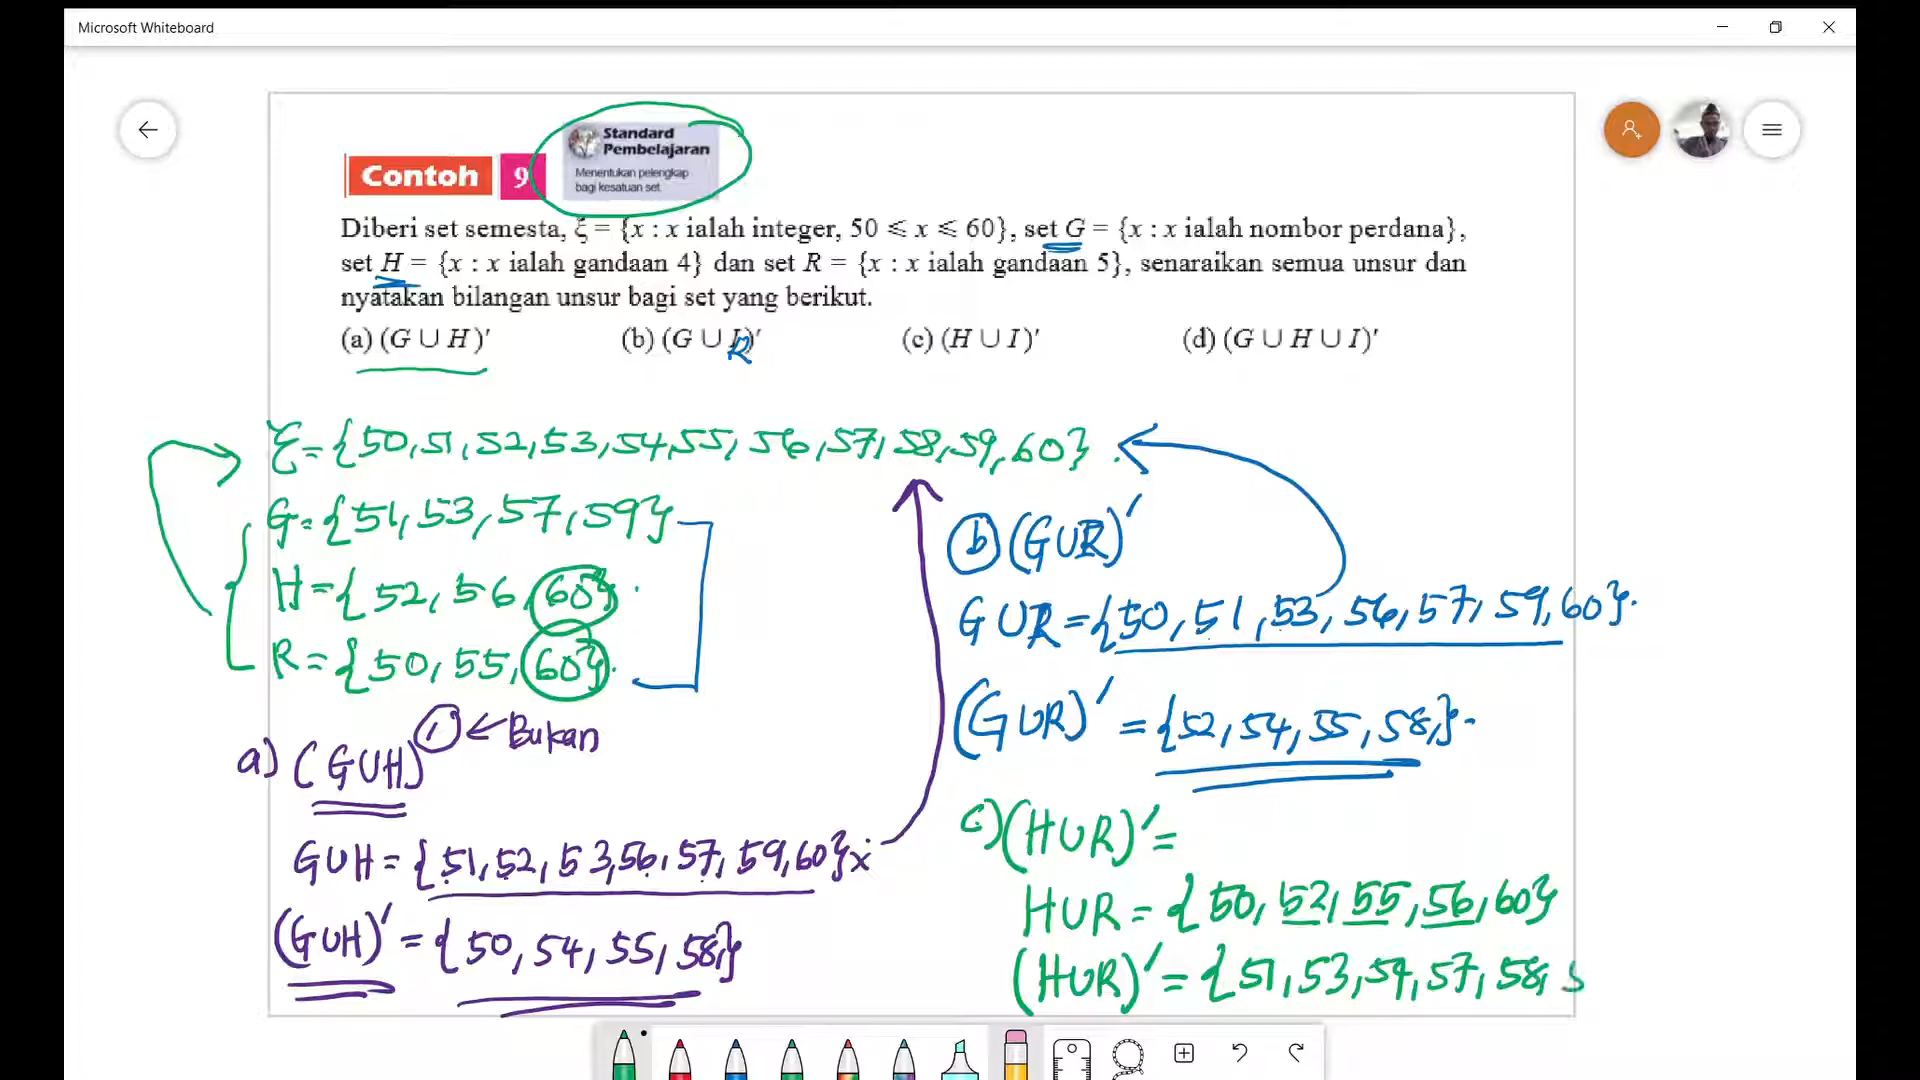 Microsoft Whiteboard
Standard
Pembelajaran
Menentukan pelengkap
bagi kesatuan set.
Contoh 9
Diberi set semesta, ξ = {x : x ialah integer, 50 ⩽ x ⩽ 60}, set G = {x : x ialah nombor perdana},
set H = {x : x ialah gandaan 4} dan set R = {x : x ialah gandaan 5}, senaraikan semua unsur dan
nyatakan bilangan unsur bagi set yang berikut.
(a) (G ∪ H)′ (b) (G ∪ R)′ (c) (H ∪ I)′ (d) (G ∪ H ∪ I)′
ξ = {50, 51, 52, 53, 54, 55, 56, 57, 58, 59, 60}.
G = {51, 53, 57, 59}
H = {52, 56, 60}.
R = {50, 55, 60}.
a) (G∪H)′ ← Bukan
G∪H = {51, 52, 53, 56, 57, 59, 60}
(G∪H)′ = {50, 54, 55, 58,}
b (G∪R)′
G∪R = {50, 51, 53, 56, 57, 59, 60}.
(G∪R)′ = {52, 54, 55, 58,}.
c) (H∪R)′ =
H∪R = {50, 52, 55, 56, 60}
(H∪R)′ = {51, 53, 54, 57, 58, 5